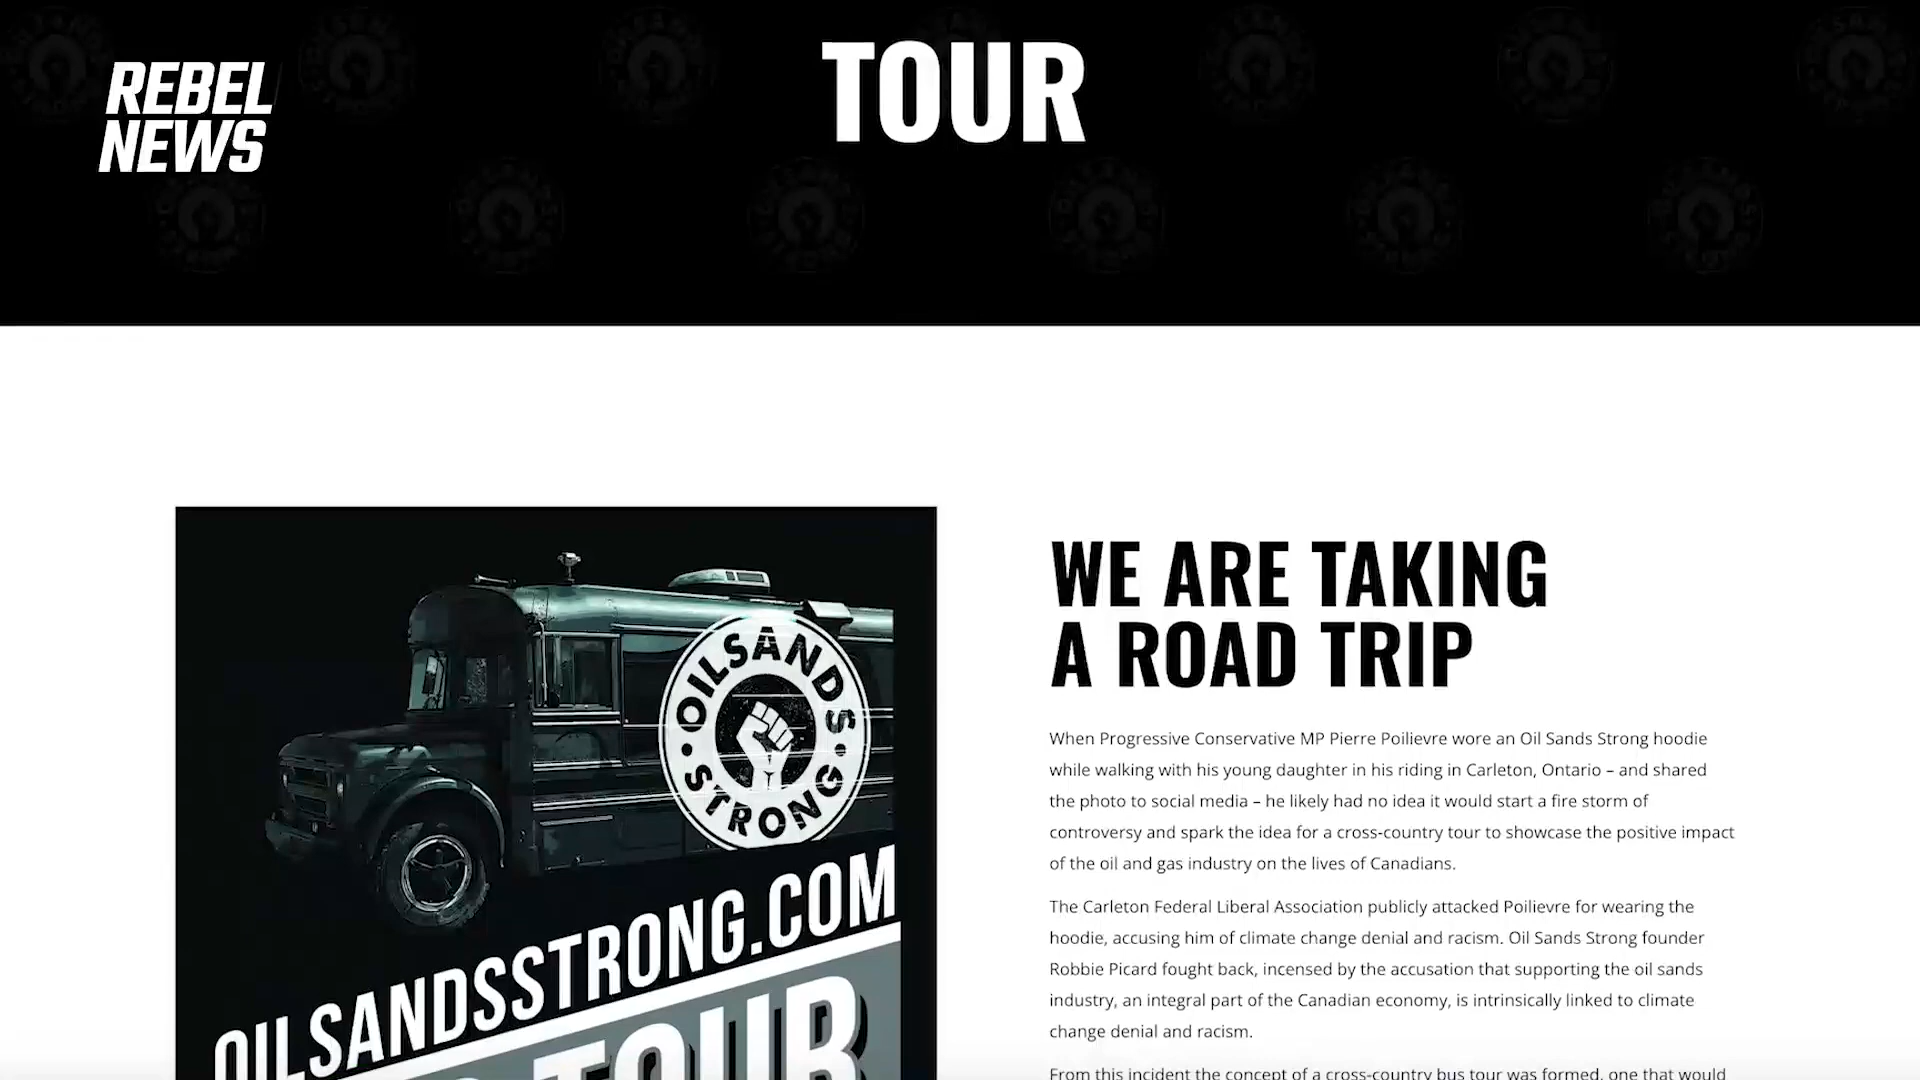 REBEL
NEWS
TOUR
OILSANDS
STRONG
OILSANDSSTRONG.COM
TOUR
WE ARE TAKING
A ROAD TRIP
When Progressive Conservative MP Pierre Poilievre wore an Oil Sands Strong hoodie
while walking with his young daughter in his riding in Carleton, Ontario – and shared
the photo to social media – he likely had no idea it would start a fire storm of
controversy and spark the idea for a cross-country tour to showcase the positive impact
of the oil and gas industry on the lives of Canadians.
The Carleton Federal Liberal Association publicly attacked Poilievre for wearing the
hoodie, accusing him of climate change denial and racism. Oil Sands Strong founder
Robbie Picard fought back, incensed by the accusation that supporting the oil sands
industry, an integral part of the Canadian economy, is intrinsically linked to climate
change denial and racism.
From this incident the concept of a cross-country bus tour was formed, one that would